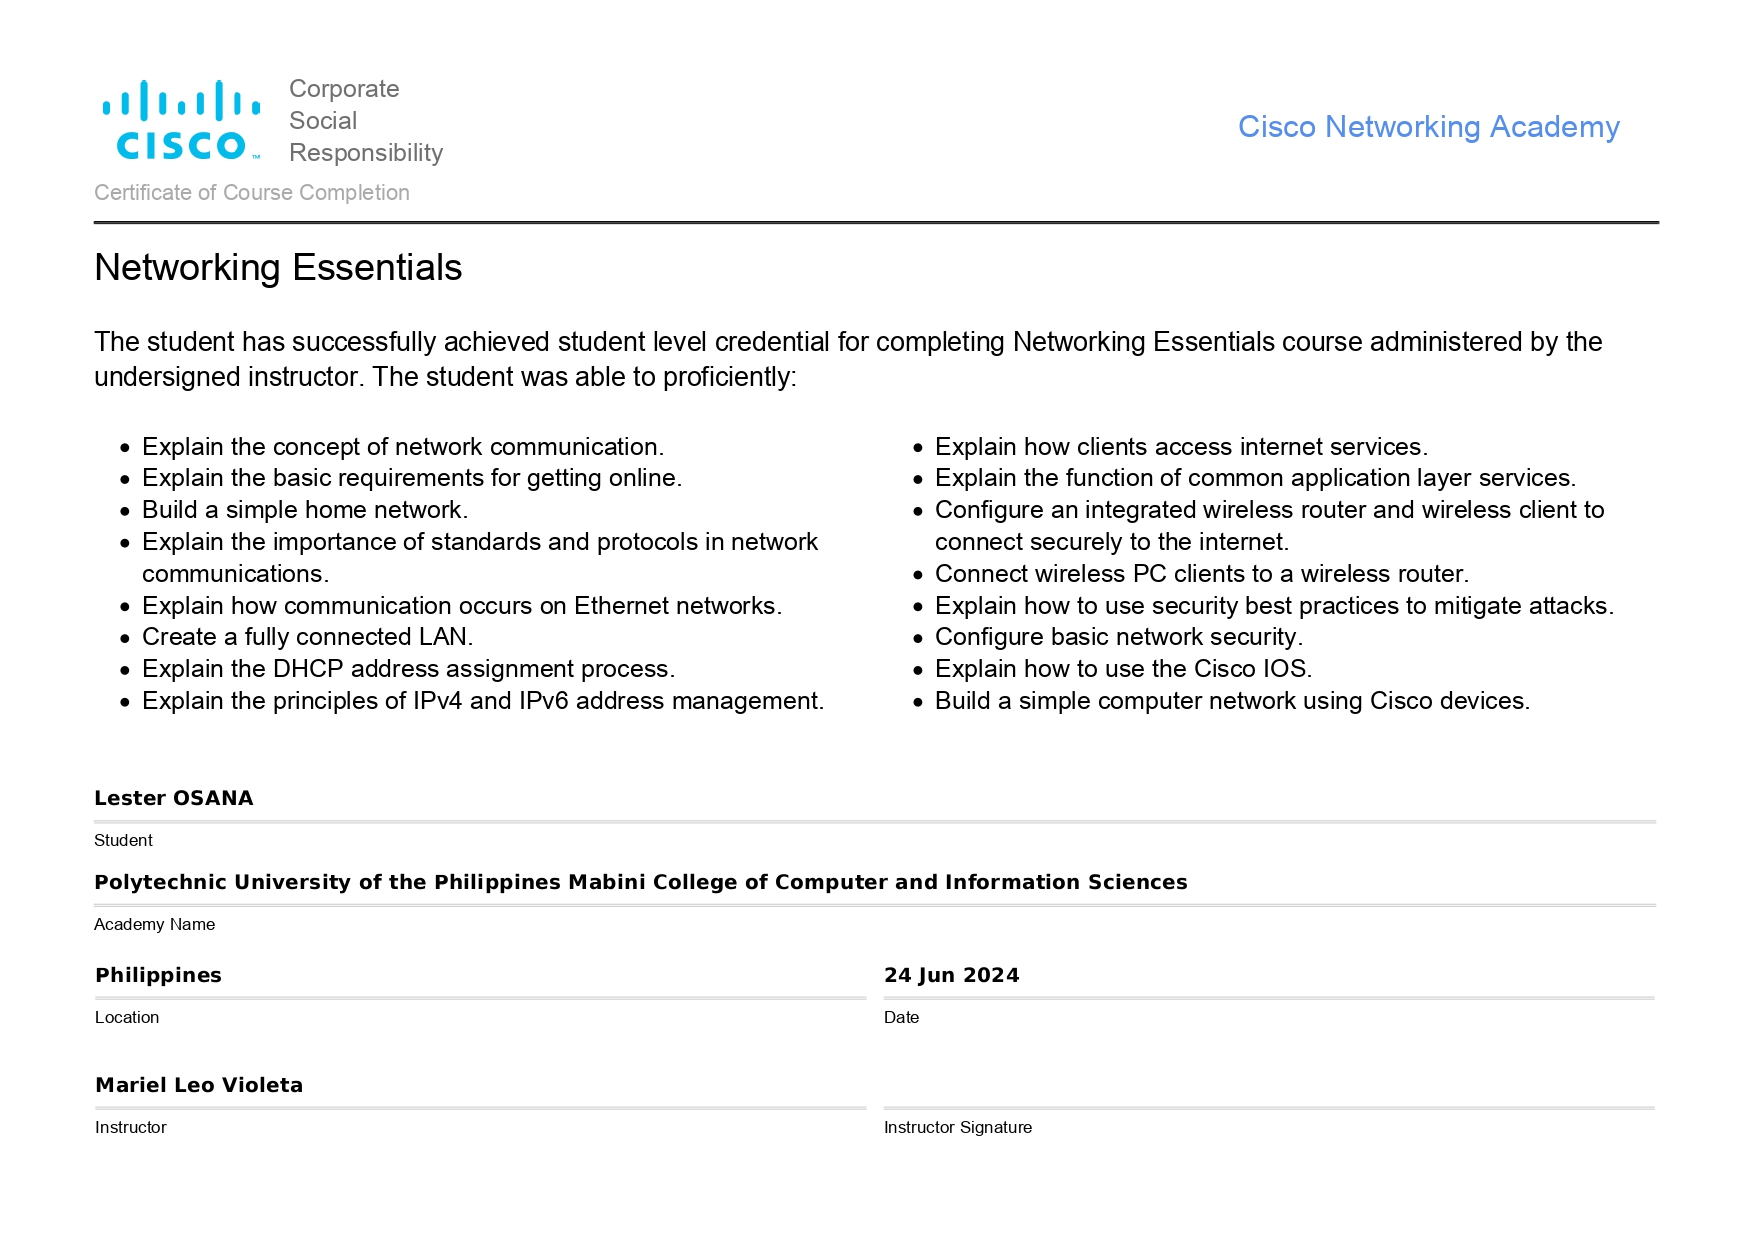 CISCO™
Corporate
Social
Responsibility
Cisco Networking Academy
Certificate of Course Completion
Networking Essentials
The student has successfully achieved student level credential for completing Networking Essentials course administered by the
undersigned instructor. The student was able to proficiently:
• Explain the concept of network communication.
• Explain the basic requirements for getting online.
• Build a simple home network.
• Explain the importance of standards and protocols in network
communications.
• Explain how communication occurs on Ethernet networks.
• Create a fully connected LAN.
• Explain the DHCP address assignment process.
• Explain the principles of IPv4 and IPv6 address management.
• Explain how clients access internet services.
• Explain the function of common application layer services.
• Configure an integrated wireless router and wireless client to
connect securely to the internet.
• Connect wireless PC clients to a wireless router.
• Explain how to use security best practices to mitigate attacks.
• Configure basic network security.
• Explain how to use the Cisco IOS.
• Build a simple computer network using Cisco devices.
Lester OSANA
Student
Polytechnic University of the Philippines Mabini College of Computer and Information Sciences
Academy Name
Philippines
Location
24 Jun 2024
Date
Mariel Leo Violeta
Instructor
Instructor Signature